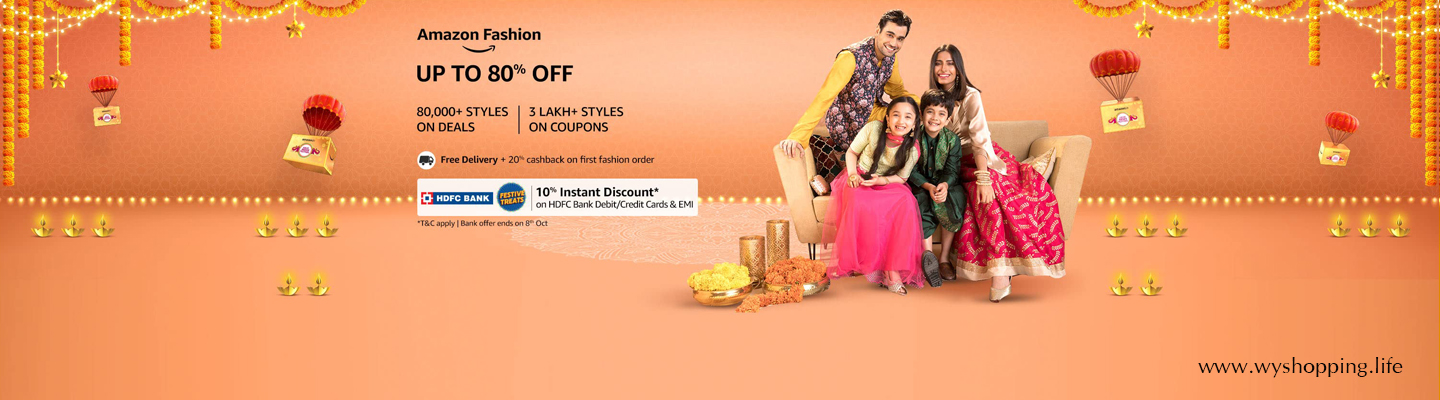 Amazon Fashion
UP TO 80% OFF
80,000+ STYLES
ON DEALS
3 LAKH+ STYLES
ON COUPONS
Free Delivery + 20% cashback on first fashion order
HDFC BANK
FESTIVE
TREATS
10% Instant Discount*
on HDFC Bank Debit/Credit Cards & EMI
*T&C apply | Bank offer ends on 8th Oct
www.wyshopping.life